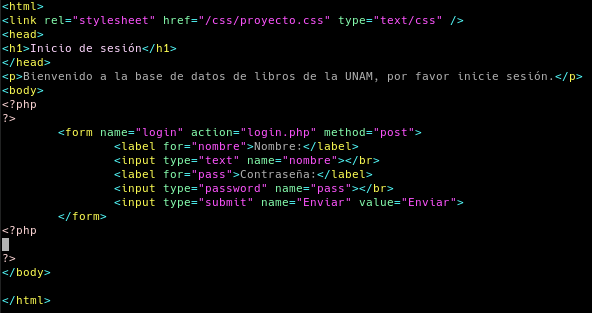 <html>
<link rel="stylesheet" href="/css/proyecto.css" type="text/css" />
<head>
<h1>Inicio de sesión</h1>
</head>
<p>Bienvenido a la base de datos de libros de la UNAM, por favor inicie sesión.</p>
<body>
<?php
?>
        <form name="login" action="login.php" method="post">
                <label for="nombre">Nombre:</label>
                <input type="text" name="nombre"></br>
                <label for="pass">Contraseña:</label>
                <input type="password" name="pass"></br>
                <input type="submit" name="Enviar" value="Enviar">
        </form>
<?php
?>
</body>
</html>